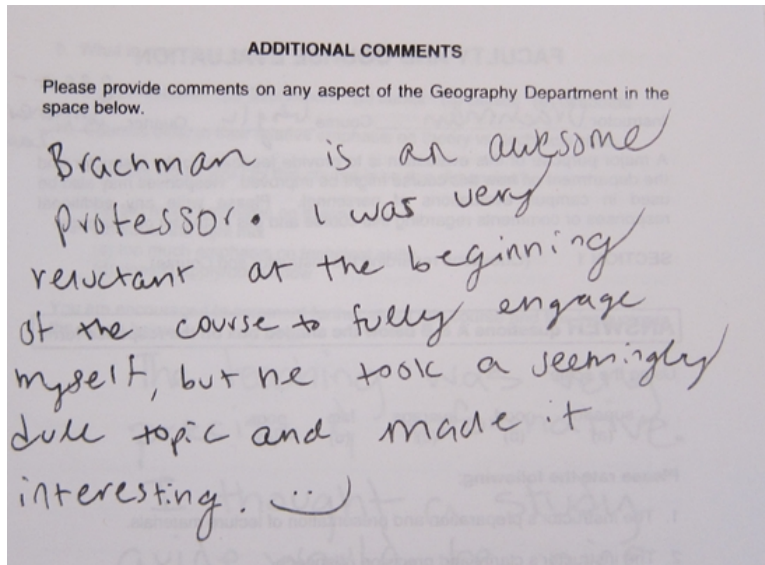 ADDITIONAL COMMENTS
Please provide comments on any aspect of the Geography Department in the
space below.
Brachman is an awesome
professor. I was very
reluctant at the beginning
of the course to fully engage
myself, but he took a seemingly
dull topic and made it
interesting. :)